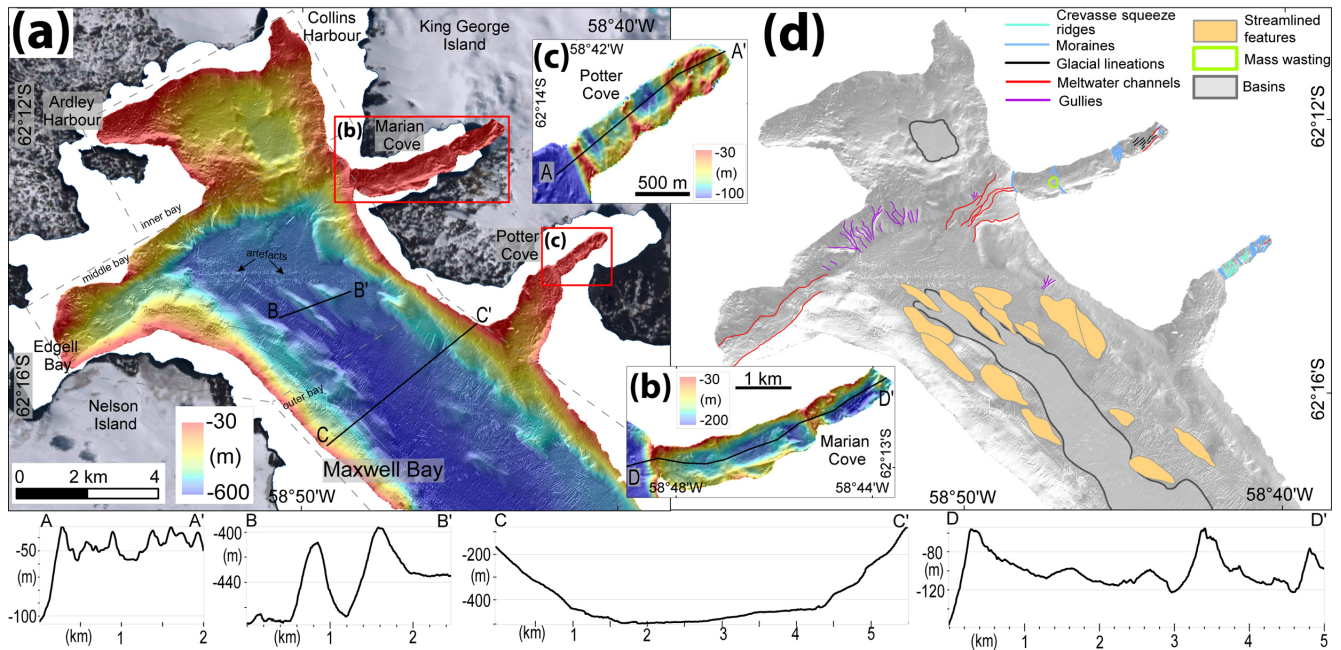 (a)
Collins
Harbour
58°40'W
King George
Island
62°12'S
Ardley
Harbour
(b)
Marian
Cove
inner bay
middle bay
artefacts
Potter
Cove
(c)
B
B'
C'
C
Edgell
Bay
62°16'S
Nelson
Island
outer bay
-30
(m)
-600
Maxwell Bay
0 2 km 4
58°50'W
(c)
58°42'W
A'
Potter
Cove
62°14'S
A
-30
(m)
-100
500 m
(b)
-30
(m)
-200
1 km
D'
Marian
Cove
62°13'S
D
58°48'W
58°44'W
(d)
Crevasse squeeze
ridges
Moraines
Glacial lineations
Meltwater channels
Gullies
Streamlined
features
Mass wasting
Basins
62°12'S
62°16'S
58°50'W
58°40'W
A A'
-50
(m)
-100
(km) 1 2
B B'
-400
(m)
-440
(km) 1 2
C C'
-200
(m)
-400
(km) 1 2 3 4 5
D D'
-80
(m)
-120
(km) 1 2 3 4 5